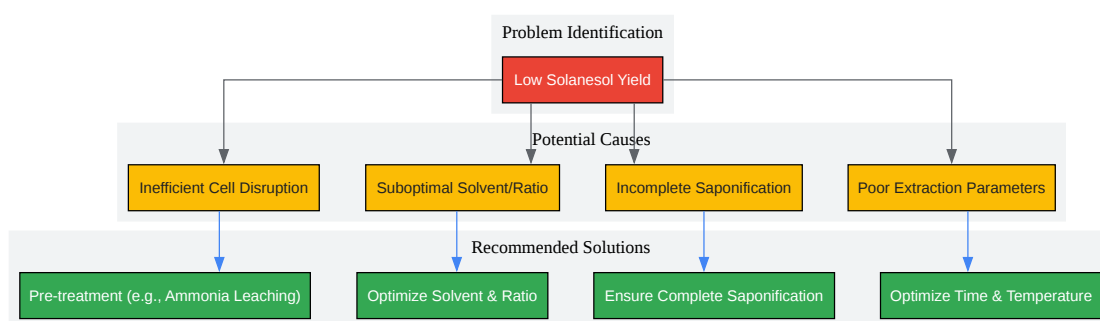 Problem Identification
Low Solanesol Yield
Potential Causes
Inefficient Cell Disruption
Suboptimal Solvent/Ratio
Incomplete Saponification
Poor Extraction Parameters
Recommended Solutions
Pre-treatment (e.g., Ammonia Leaching)
Optimize Solvent & Ratio
Ensure Complete Saponification
Optimize Time & Temperature